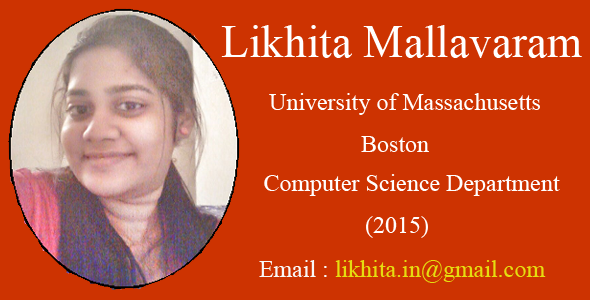 Likhita Mallavaram
University of Massachusetts
Boston
Computer Science Department
(2015)
Email : likhita.in@gmail.com